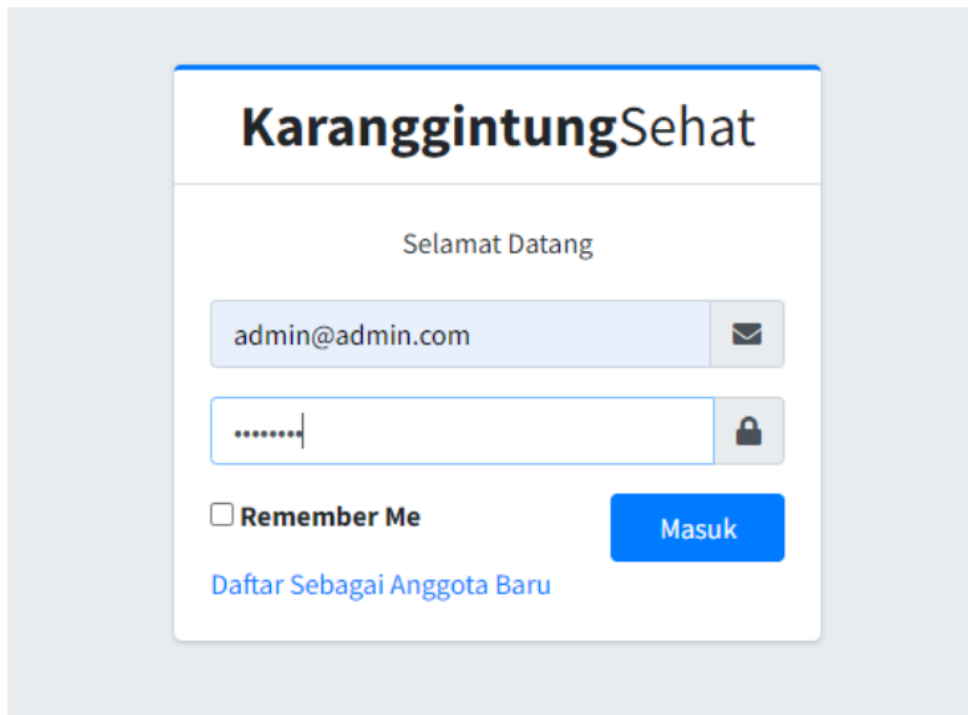 KaranggintungSehat
Selamat Datang
admin@admin.com
••••••••
Remember Me
Masuk
Daftar Sebagai Anggota Baru